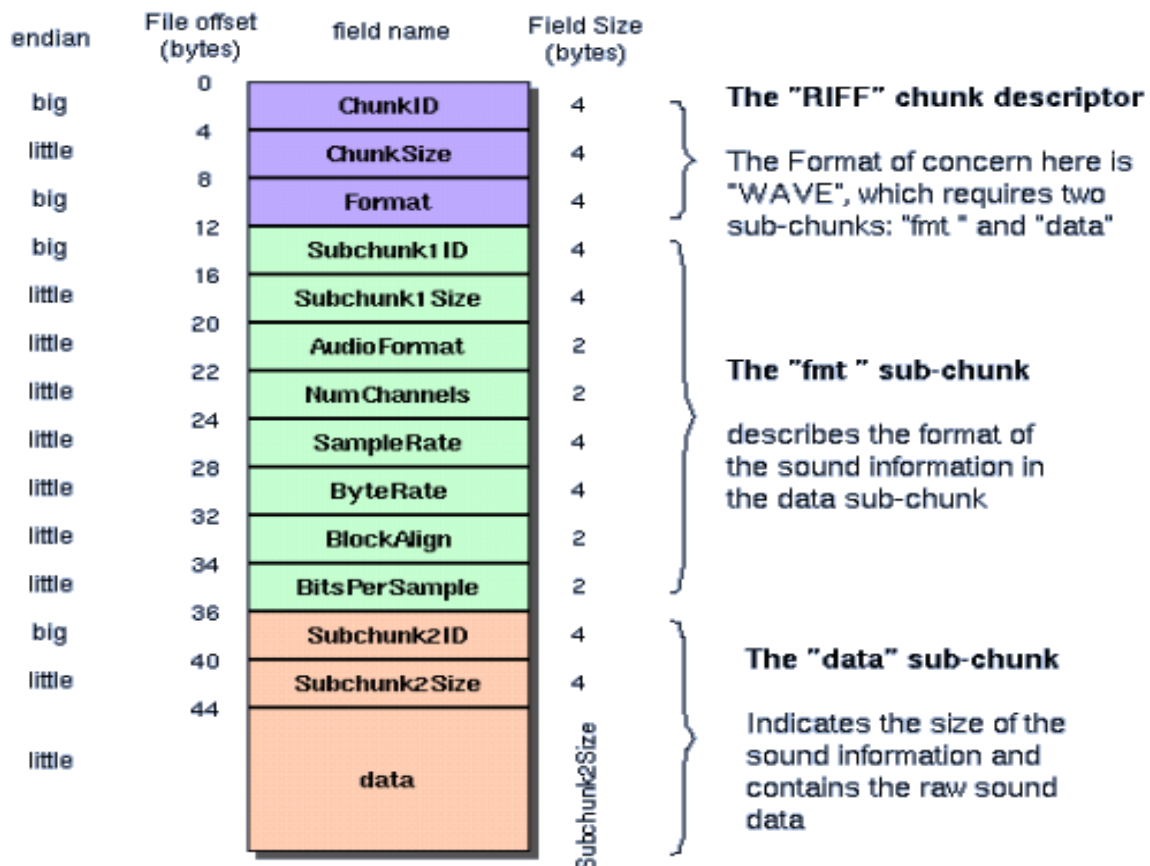 endian
File offset
(bytes)
field name
Field Size
(bytes)
0
big
ChunkID
4
4
little
ChunkSize
4
8
big
Format
4
12
big
Subchunk1ID
4
16
little
Subchunk1Size
4
20
little
AudioFormat
2
22
little
NumChannels
2
24
little
SampleRate
4
28
little
ByteRate
4
32
little
BlockAlign
2
34
little
BitsPerSample
2
36
big
Subchunk2ID
4
40
little
Subchunk2Size
4
44
little
data
Subchunk2Size
The "RIFF" chunk descriptor
The Format of concern here is
"WAVE", which requires two
sub-chunks: "fmt " and "data"
The "fmt " sub-chunk
describes the format of
the sound information in
the data sub-chunk
The "data" sub-chunk
Indicates the size of the
sound information and
contains the raw sound
data